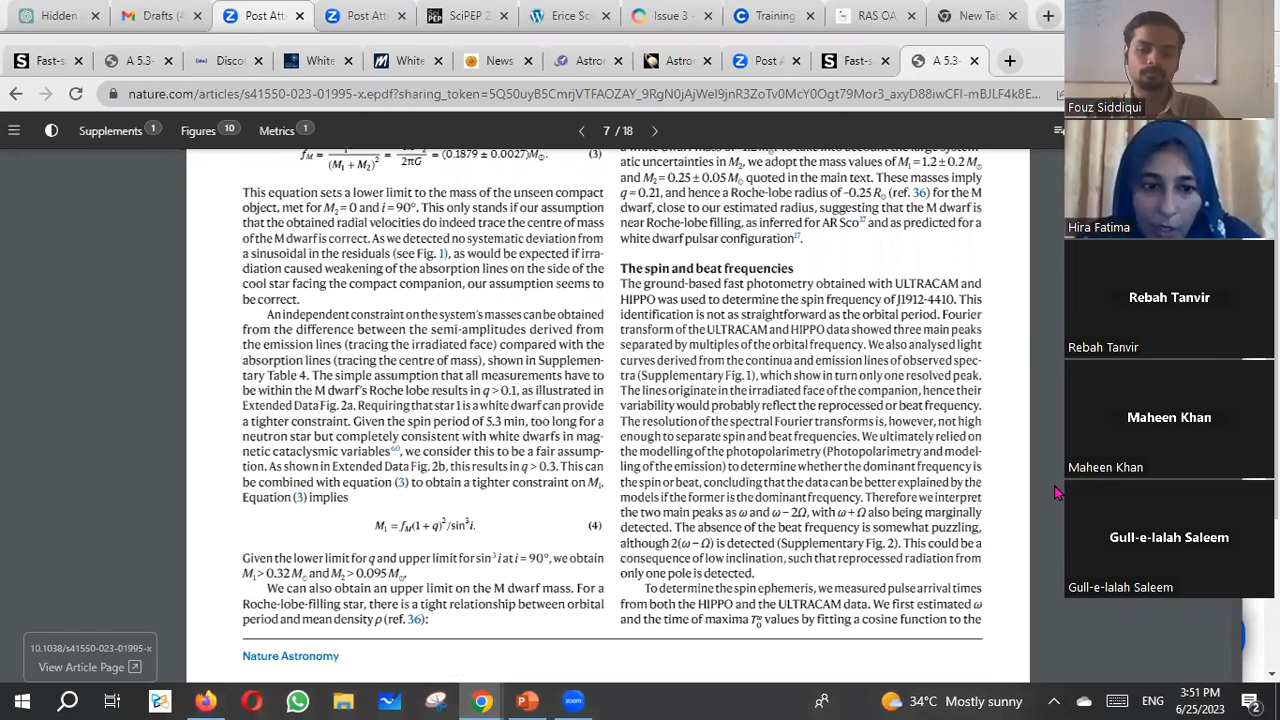 Hidden
Drafts (4
Post Atte
Post Atte
SciPEP 2
Erice Sci
Issue 3 -
Training
RAS OA
New Tab
Fast-s
A 5.3-
Disco
White
White
News
Astro
Astro
Post A
Fast-s
A 5.3-
nature.com/articles/s41550-023-01995-x.epdf?sharing_token=
Supplements 1
Figures 10
Metrics 1
7 / 18
(M₁ + M₂)² 2πG = (0.1879 ± 0.0027)M☉. (3)
This equation sets a lower limit to the mass of the unseen compact
object, met for M₂ = 0 and i = 90°. This only stands if our assumption
that the obtained radial velocities do indeed trace the centre of mass
of the M dwarf is correct. As we detected no systematic deviation from
a sinusoidal in the residuals (see Fig. 1), as would be expected if irra-
diation caused weakening of the absorption lines on the side of the
cool star facing the compact companion, our assumption seems to
be correct.
An independent constraint on the system's masses can be obtained
from the difference between the semi-amplitudes derived from
the emission lines (tracing the irradiated face) compared with the
absorption lines (tracing the centre of mass), shown in Supplemen-
tary Table 4. The simple assumption that all measurements have to
be within the M dwarf's Roche lobe results in q > 0.1, as illustrated in
Extended Data Fig. 2a. Requiring that star 1 is a white dwarf can provide
a tighter constraint. Given the spin period of 5.3 min, too long for a
neutron star but completely consistent with white dwarfs in mag-
netic cataclysmic variables⁶⁰, we consider this to be a fair assump-
tion. As shown in Extended Data Fig. 2b, this results in q > 0.3. This can
be combined with equation (3) to obtain a tighter constraint on M₁.
Equation (3) implies
M₁ = f_M(1 + q)²/sin³i. (4)
Given the lower limit for q and upper limit for sin³ i at i = 90°, we obtain
M₁ > 0.32 M☉ and M₂ > 0.095 M☉.
We can also obtain an upper limit on the M dwarf mass. For a
Roche-lobe-filling star, there is a tight relationship between orbital
period and mean density ρ (ref. 36):
atic uncertainties in M₂, we adopt the mass values of M₁ = 1.2 ± 0.2 M☉
and M₂ = 0.25 ± 0.05 M☉ quoted in the main text. These masses imply
q ≈ 0.21, and hence a Roche-lobe radius of ~0.25 R☉ (ref. 36) for the M
dwarf, close to our estimated radius, suggesting that the M dwarf is
near Roche-lobe filling, as inferred for AR Sco¹⁷ and as predicted for a
white dwarf pulsar configuration¹⁷.
The spin and beat frequencies
The ground-based fast photometry obtained with ULTRACAM and
HIPPO was used to determine the spin frequency of J1912-4410. This
identification is not as straightforward as the orbital period. Fourier
transform of the ULTRACAM and HIPPO data showed three main peaks
separated by multiples of the orbital frequency. We also analysed light
curves derived from the continua and emission lines of observed spec-
tra (Supplementary Fig. 1), which show in turn only one resolved peak.
The lines originate in the irradiated face of the companion, hence their
variability would probably reflect the reprocessed or beat frequency.
The resolution of the spectral Fourier transforms is, however, not high
enough to separate spin and beat frequencies. We ultimately relied on
the modelling of the photopolarimetry (Photopolarimetry and model-
ling of the emission) to determine whether the dominant frequency is
the spin or beat, concluding that the data can be better explained by the
models if the former is the dominant frequency. Therefore we interpret
the two main peaks as ω and ω − 2Ω, with ω + Ω also being marginally
detected. The absence of the beat frequency is somewhat puzzling,
although 2(ω − Ω) is detected (Supplementary Fig. 2). This could be a
consequence of low inclination, such that reprocessed radiation from
only one pole is detected.
To determine the spin ephemeris, we measured pulse arrival times
from both the HIPPO and the ULTRACAM data. We first estimated ω
and the time of maxima T₀^ω values by fitting a cosine function to the
Nature Astronomy
10.1038/s41550-023-01995-x
View Article Page
Fouz Siddiqui
Hira Fatima
Rebah Tanvir
Rebah Tanvir
Maheen Khan
Maheen Khan
Gull-e-lalah Saleem
Gull-e-lalah Saleem
34°C Mostly sunny
ENG
3:51 PM
6/25/2023
2